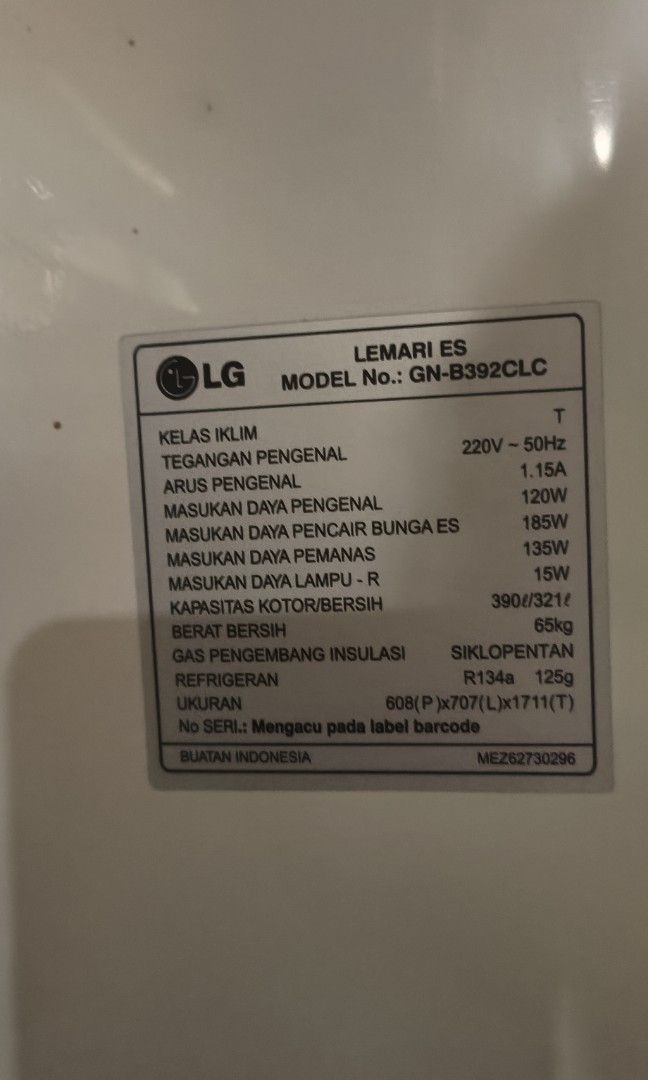 LG
LEMARI ES
MODEL No.: GN-B392CLC
KELAS IKLIM T
TEGANGAN PENGENAL 220V ~ 50Hz
ARUS PENGENAL 1.15A
MASUKAN DAYA PENGENAL 120W
MASUKAN DAYA PENCAIR BUNGA ES 185W
MASUKAN DAYA PEMANAS 135W
MASUKAN DAYA LAMPU - R 15W
KAPASITAS KOTOR/BERSIH 390ℓ/321ℓ
BERAT BERSIH 65kg
GAS PENGEMBANG INSULASI SIKLOPENTAN
REFRIGERAN R134a 125g
UKURAN 608(P)x707(L)x1711(T)
No SERI.: Mengacu pada label barcode
BUATAN INDONESIA MEZ62730296